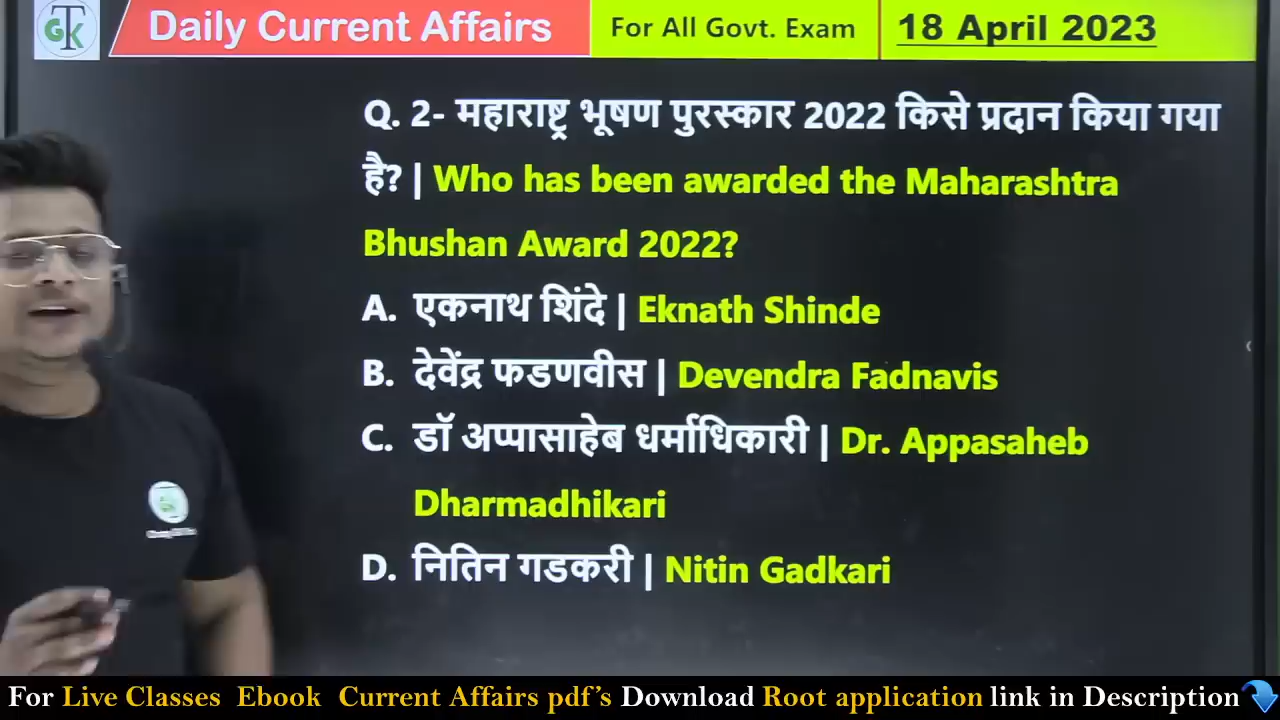 GTK
Daily Current Affairs
For All Govt. Exam
18 April 2023
Q. 2- महाराष्ट्र भूषण पुरस्कार 2022 किसे प्रदान किया गया
है? | Who has been awarded the Maharashtra
Bhushan Award 2022?
A. एकनाथ शिंदे | Eknath Shinde
B. देवेंद्र फडणवीस | Devendra Fadnavis
C. डॉ अप्पासाहेब धर्माधिकारी | Dr. Appasaheb
Dharmadhikari
D. नितिन गडकरी | Nitin Gadkari
For Live Classes Ebook Current Affairs pdf's Download Root application link in Description